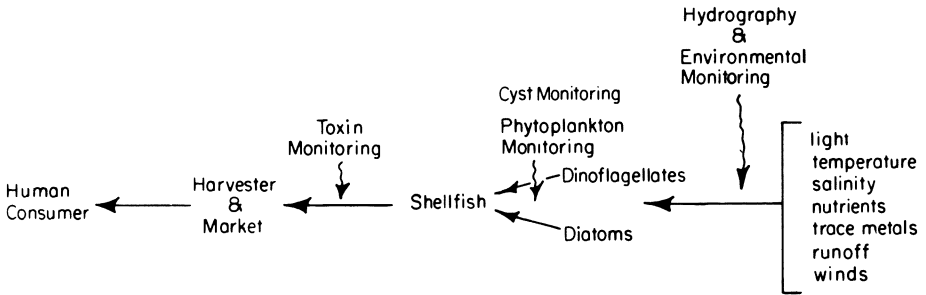 Hydrography
&
Environmental
Monitoring
Cyst Monitoring
Phytoplankton
Monitoring
Toxin
Monitoring
Human
Consumer
Harvester
&
Market
Shellfish
Dinoflagellates
Diatoms
light
temperature
salinity
nutrients
trace metals
runoff
winds